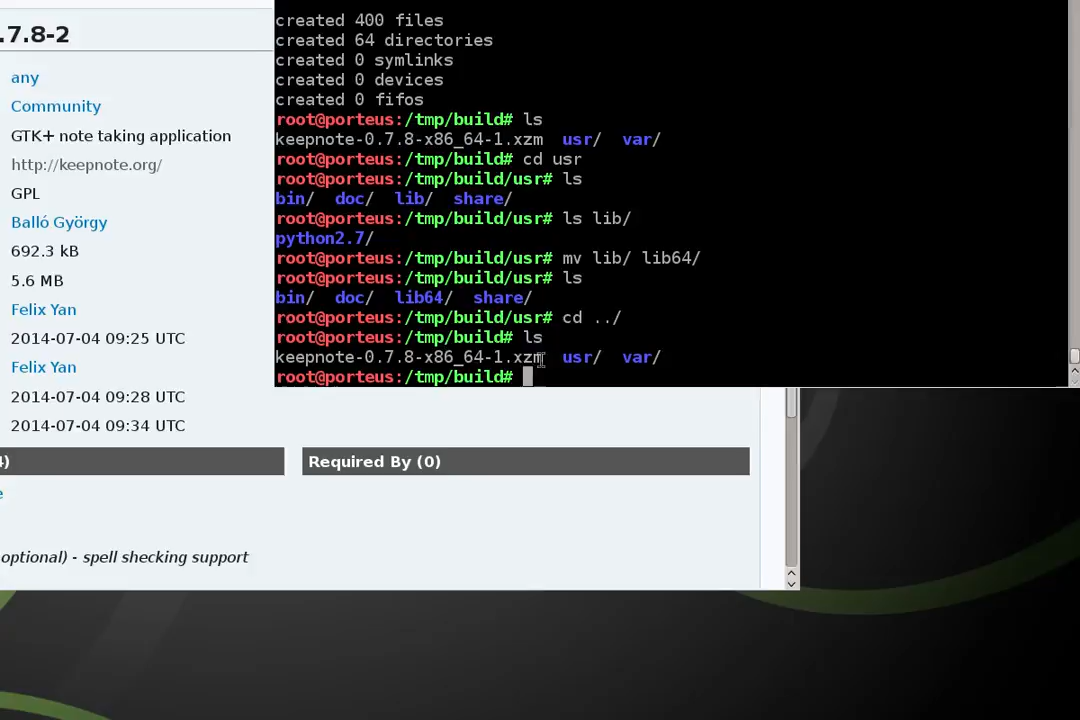 .7.8-2
any
Community
GTK+ note taking application
http://keepnote.org/
GPL
Balló György
692.3 kB
5.6 MB
Felix Yan
2014-07-04 09:25 UTC
Felix Yan
2014-07-04 09:28 UTC
2014-07-04 09:34 UTC
4)
Required By (0)
e
optional) - spell shecking support
created 400 files
created 64 directories
created 0 symlinks
created 0 devices
created 0 fifos
root@porteus:/tmp/build# ls
keepnote-0.7.8-x86_64-1.xzm usr/ var/
root@porteus:/tmp/build# cd usr
root@porteus:/tmp/build/usr# ls
bin/ doc/ lib/ share/
root@porteus:/tmp/build/usr# ls lib/
python2.7/
root@porteus:/tmp/build/usr# mv lib/ lib64/
root@porteus:/tmp/build/usr# ls
bin/ doc/ lib64/ share/
root@porteus:/tmp/build/usr# cd ../
root@porteus:/tmp/build# ls
keepnote-0.7.8-x86_64-1.xzm usr/ var/
root@porteus:/tmp/build#